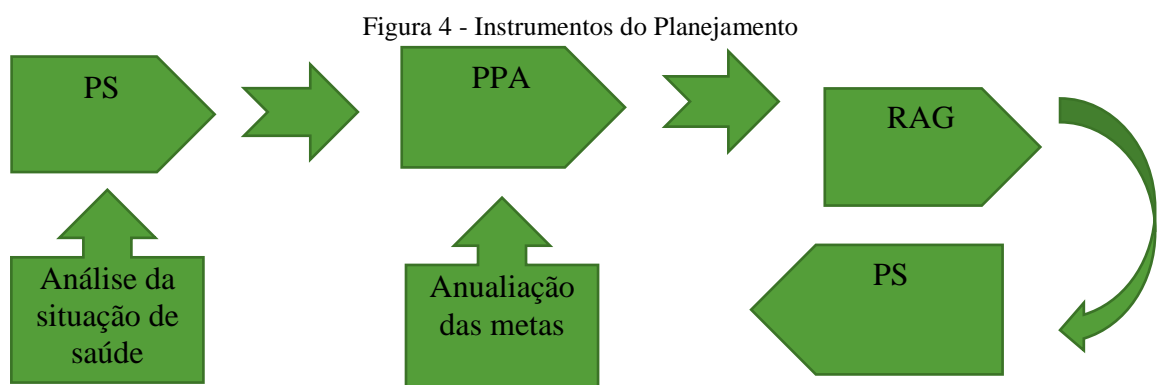 Figura 4 - Instrumentos do Planejamento
PS
PPA
RAG
Análise da
situação de
saúde
Anualiação
das metas
PS